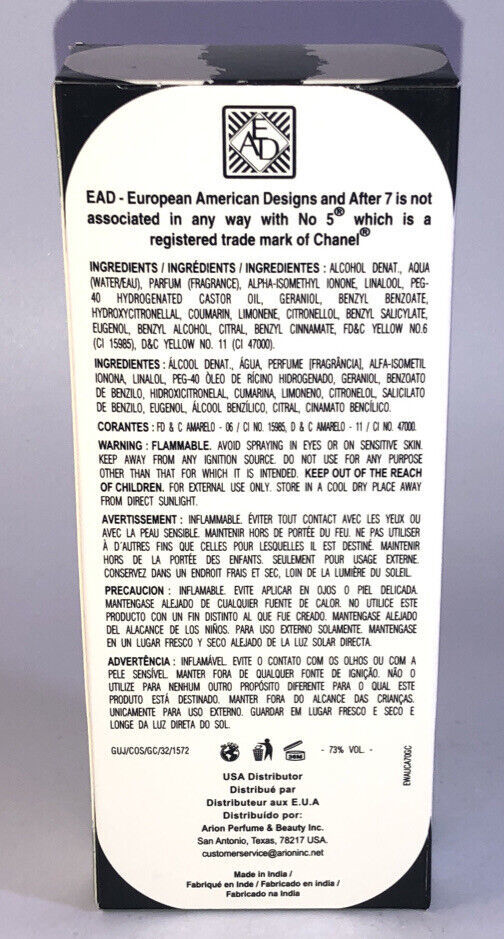 EAD
EAD - European American Designs and After 7 is not
associated in any way with No 5® which is a
registered trade mark of Chanel®
INGREDIENTS / INGRÉDIENTS / INGREDIENTES : ALCOHOL DENAT., AQUA
(WATER/EAU), PARFUM (FRAGRANCE), ALPHA-ISOMETHYL IONONE, LINALOOL, PEG-
40 HYDROGENATED CASTOR OIL, GERANIOL, BENZYL BENZOATE,
HYDROXYCITRONELLAL, COUMARIN, LIMONENE, CITRONELLOL, BENZYL SALICYLATE,
EUGENOL, BENZYL ALCOHOL, CITRAL, BENZYL CINNAMATE, FD&C YELLOW NO.6
(CI 15985), D&C YELLOW NO. 11 (CI 47000).
INGREDIENTES : ÁLCOOL DENAT., ÁGUA, PERFUME [FRAGRÂNCIA], ALFA-ISOMETIL
IONONA, LINALOL, PEG-40 ÓLEO DE RÍCINO HIDROGENADO, GERANIOL, BENZOATO
DE BENZILO, HIDROXICITRONELAL, CUMARINA, LIMONENO, CITRONELOL, SALICILATO
DE BENZILO, EUGENOL, ÁLCOOL BENZÍLICO, CITRAL, CINAMATO BENCÍLICO.
CORANTES : FD & C AMARELO - 06 / CI NO. 15985, D & C AMARELO - 11 / CI NO. 47000.
WARNING : FLAMMABLE. AVOID SPRAYING IN EYES OR ON SENSITIVE SKIN.
KEEP AWAY FROM ANY IGNITION SOURCE. DO NOT USE FOR ANY PURPOSE
OTHER THAN THAT FOR WHICH IT IS INTENDED. KEEP OUT OF THE REACH
OF CHILDREN. FOR EXTERNAL USE ONLY. STORE IN A COOL DRY PLACE AWAY
FROM DIRECT SUNLIGHT.
AVERTISSEMENT : INFLAMMABLE. ÉVITER TOUT CONTACT AVEC LES YEUX OU
AVEC LA PEAU SENSIBLE. MAINTENIR HORS DE PORTÉE DU FEU. NE PAS UTILISER
À D'AUTRES FINS QUE CELLES POUR LESQUELLES IL EST DESTINÉ. MAINTENIR
HORS DE LA PORTÉE DES ENFANTS. SEULEMENT POUR USAGE EXTERNE.
CONSERVEZ DANS UN ENDROIT FRAIS ET SEC, LOIN DE LA LUMIÈRE DU SOLEIL.
PRECAUCION : INFLAMABLE. EVITE APLICAR EN OJOS O PIEL DELICADA.
MANTENGASE ALEJADO DE CUALQUIER FUENTE DE CALOR. NO UTILICE ESTE
PRODUCTO CON UN FIN DISTINTO AL QUE FUE CREADO. MANTENGASE ALEJADO
DEL ALACANCE DE LOS NIÑOS. PARA USO EXTERNO SOLAMENTE. MANTENGASE
EN UN LUGAR FRESCO Y SECO ALEJADO DE LA LUZ SOLAR DIRECTA.
ADVERTÊNCIA : INFLAMÁVEL. EVITE O CONTATO COM OS OLHOS OU COM A
PELE SENSÍVEL. MANTER FORA DE QUALQUER FONTE DE IGNIÇÃO. NÃO O
UTILIZE PARA NENHUM OUTRO PROPÓSITO DIFERENTE PARA O QUAL ESTE
PRODUTO ESTÁ DESTINADO. MANTER FORA DO ALCANCE DAS CRIANÇAS.
UNICAMENTE PARA USO EXTERNO. GUARDAR EM LUGAR FRESCO E SECO E
LONGE DA LUZ DIRETA DO SOL.
GUJ/COS/GC/32/1572
36M
- 73% VOL. -
EWAUCA70GC
USA Distributor
Distribué par
Distributeur aux E.U.A
Distribuído por:
Arion Perfume & Beauty Inc.
San Antonio, Texas, 78217 USA.
customerservice@arioninc.net
Made in India /
Fabriqué en Inde / Fabricado en india /
Fabricado na India